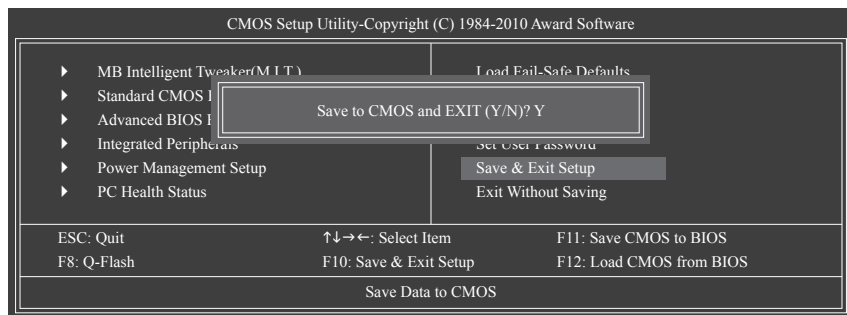 CMOS Setup Utility-Copyright (C) 1984-2010 Award Software
MB Intelligent Tweaker(M.I.T.)
Standard CMOS
Advanced BIOS
Integrated Peripherals
Power Management Setup
PC Health Status
Load Fail-Safe Defaults
Set User Password
Save & Exit Setup
Exit Without Saving
Save to CMOS and EXIT (Y/N)? Y
ESC: Quit ↑↓→←: Select Item F11: Save CMOS to BIOS
F8: Q-Flash F10: Save & Exit Setup F12: Load CMOS from BIOS
Save Data to CMOS